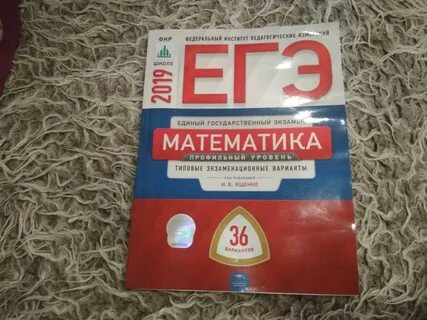 ФКР
ШКОЛЕ
ФЕДЕРАЛЬНЫЙ ИНСТИТУТ ПЕДАГОГИЧЕСКИХ ИЗМЕРЕНИЙ
2019
ЕГЭ
ЕДИНЫЙ ГОСУДАРСТВЕННЫЙ ЭКЗАМЕН
МАТЕМАТИКА
ПРОФИЛЬНЫЙ УРОВЕНЬ
ТИПОВЫЕ ЭКЗАМЕНАЦИОННЫЕ ВАРИАНТЫ
ПОД РЕДАКЦИЕЙ
И.В. ЯЩЕНКО
36
ВАРИАНТОВ